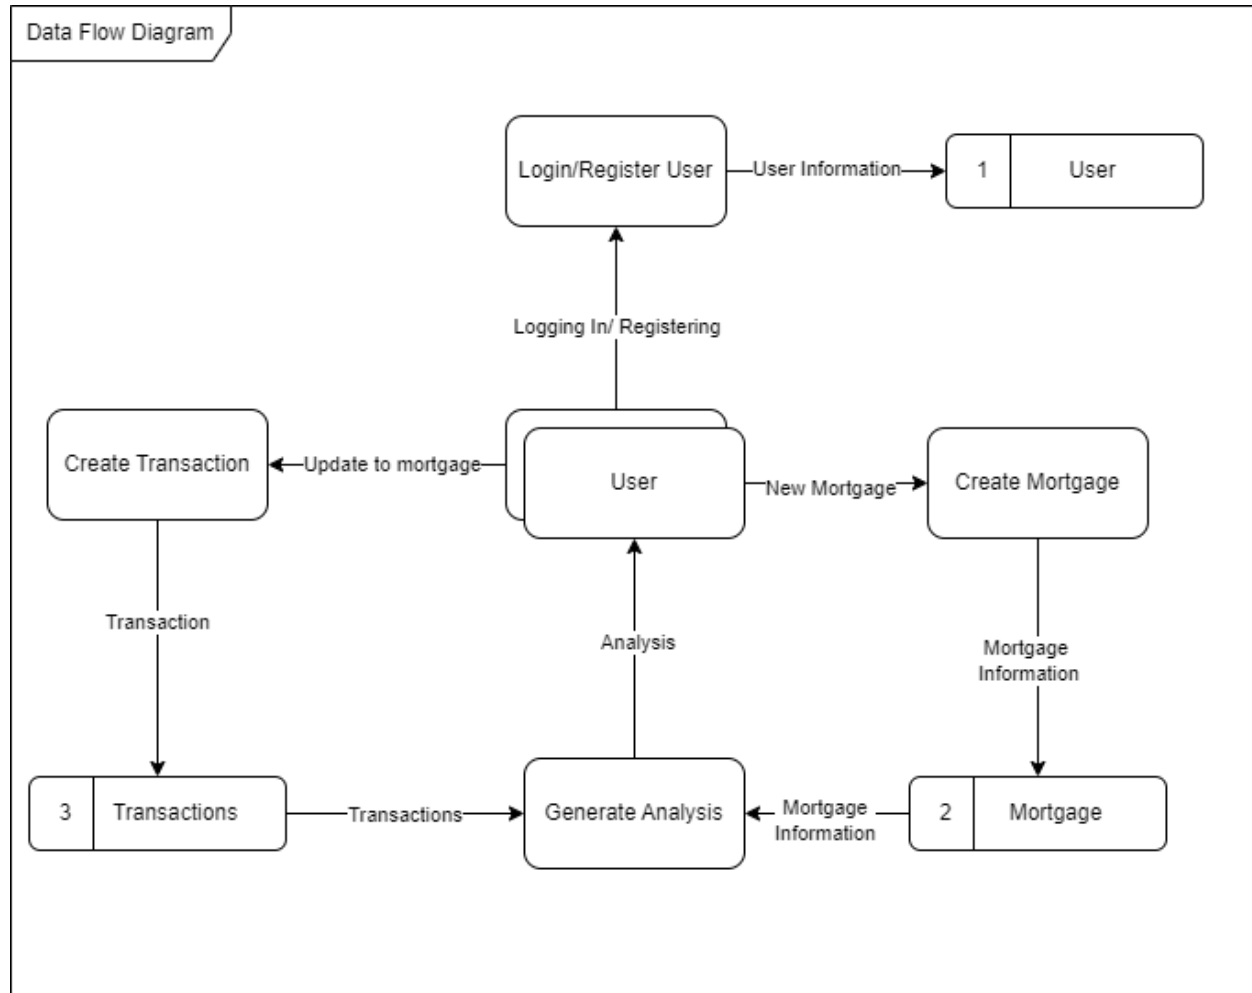 Data Flow Diagram
Login/Register User
User Information
1
User
Logging In/ Registering
Create Transaction
Update to mortgage
User
New Mortgage
Create Mortgage
Transaction
Analysis
Mortgage
Information
3
Transactions
Transactions
Generate Analysis
Mortgage
Information
2
Mortgage